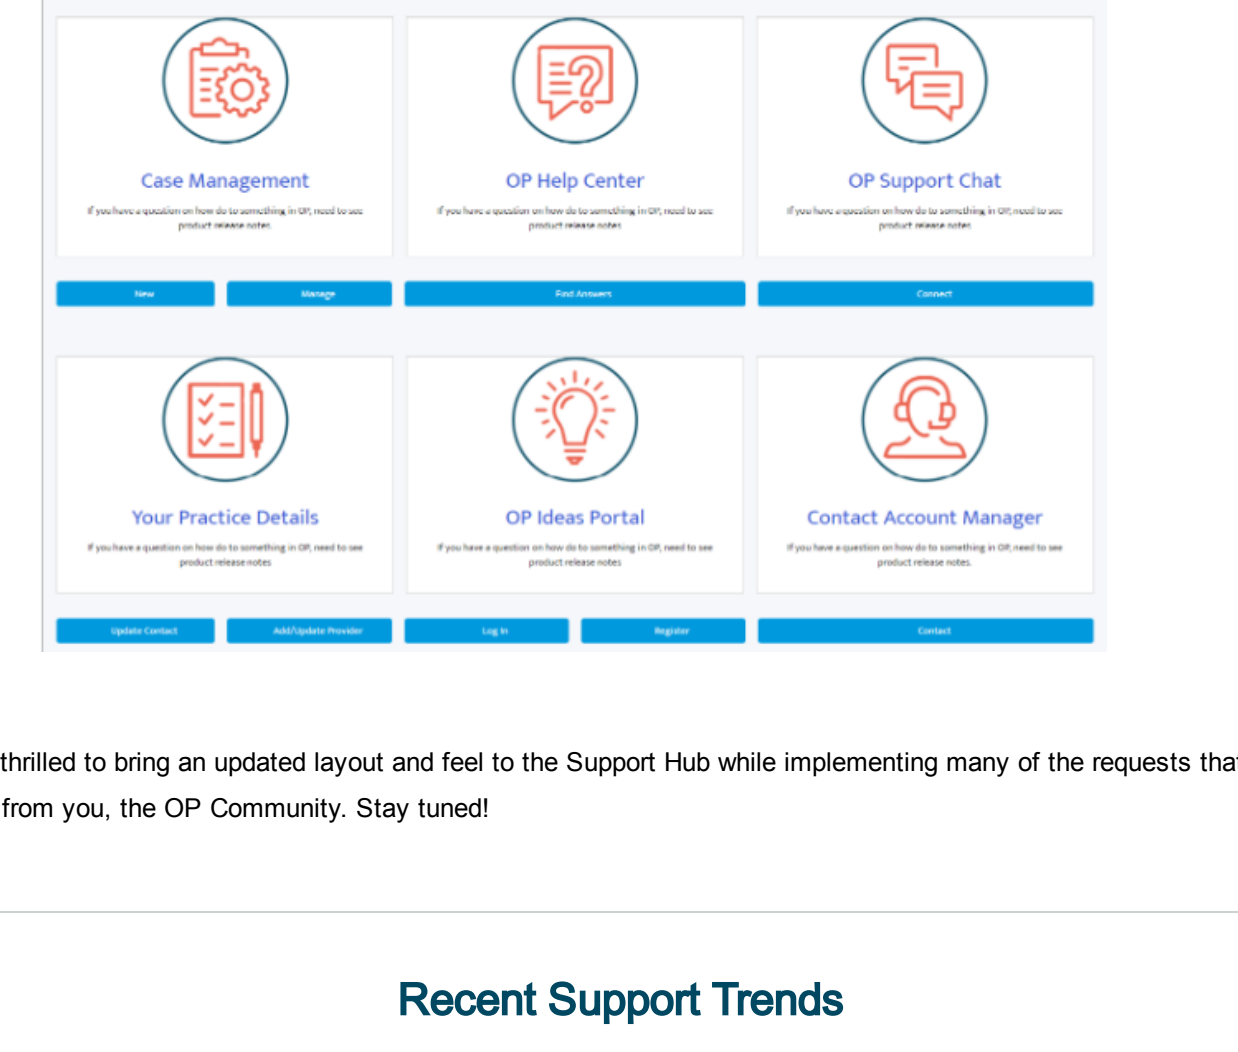 Case Management
OP Help Center
OP Support Chat
If you have a question on how do to something in OP, need to see
product release notes
If you have a question on how do to something in OP, need to see
product release notes
If you have a question on how do to something in OP, need to see
product release notes
New
Manage
Find Answers
Connect
Your Practice Details
OP Ideas Portal
Contact Account Manager
If you have a question on how do to something in OP, need to see
product release notes
If you have a question on how do to something in OP, need to see
product release notes
If you have a question on how do to something in OP, need to see
product release notes.
Update Contact
Add/Update Provider
Log In
Register
Contact
thrilled to bring an updated layout and feel to the Support Hub while implementing many of the requests that
from you, the OP Community. Stay tuned!
Recent Support Trends